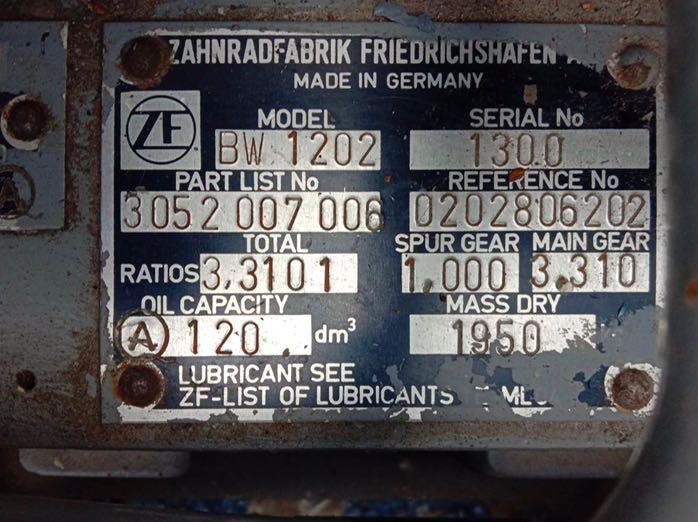 ZAHNRADFABRIK FRIEDRICHSHAFEN A
MADE IN GERMANY
ZF
MODEL SERIAL No
BW 1202 1300
PART LIST No REFERENCE No
3052 007 006 0202806202
TOTAL SPUR GEAR MAIN GEAR
RATIOS 3,3101 1,000 3.310
OIL CAPACITY MASS DRY
A 120 dm³ 1950
LUBRICANT SEE
ZF-LIST OF LUBRICANTS
A